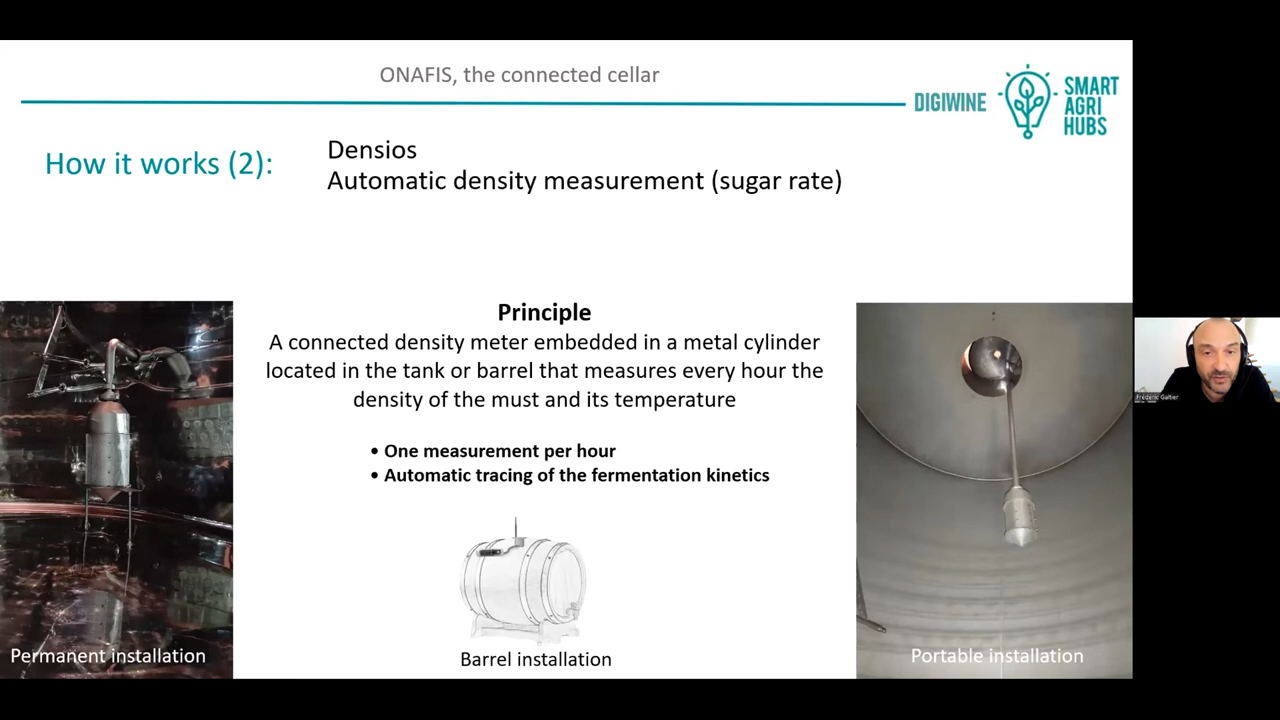 ONAFIS, the connected cellar
DIGIWINE
SMART
AGRI
HUBS
How it works (2):
Densios
Automatic density measurement (sugar rate)
Principle
A connected density meter embedded in a metal cylinder
located in the tank or barrel that measures every hour the
density of the must and its temperature
• One measurement per hour
• Automatic tracing of the fermentation kinetics
Permanent installation
Barrel installation
Portable installation
Frédéric Galtier